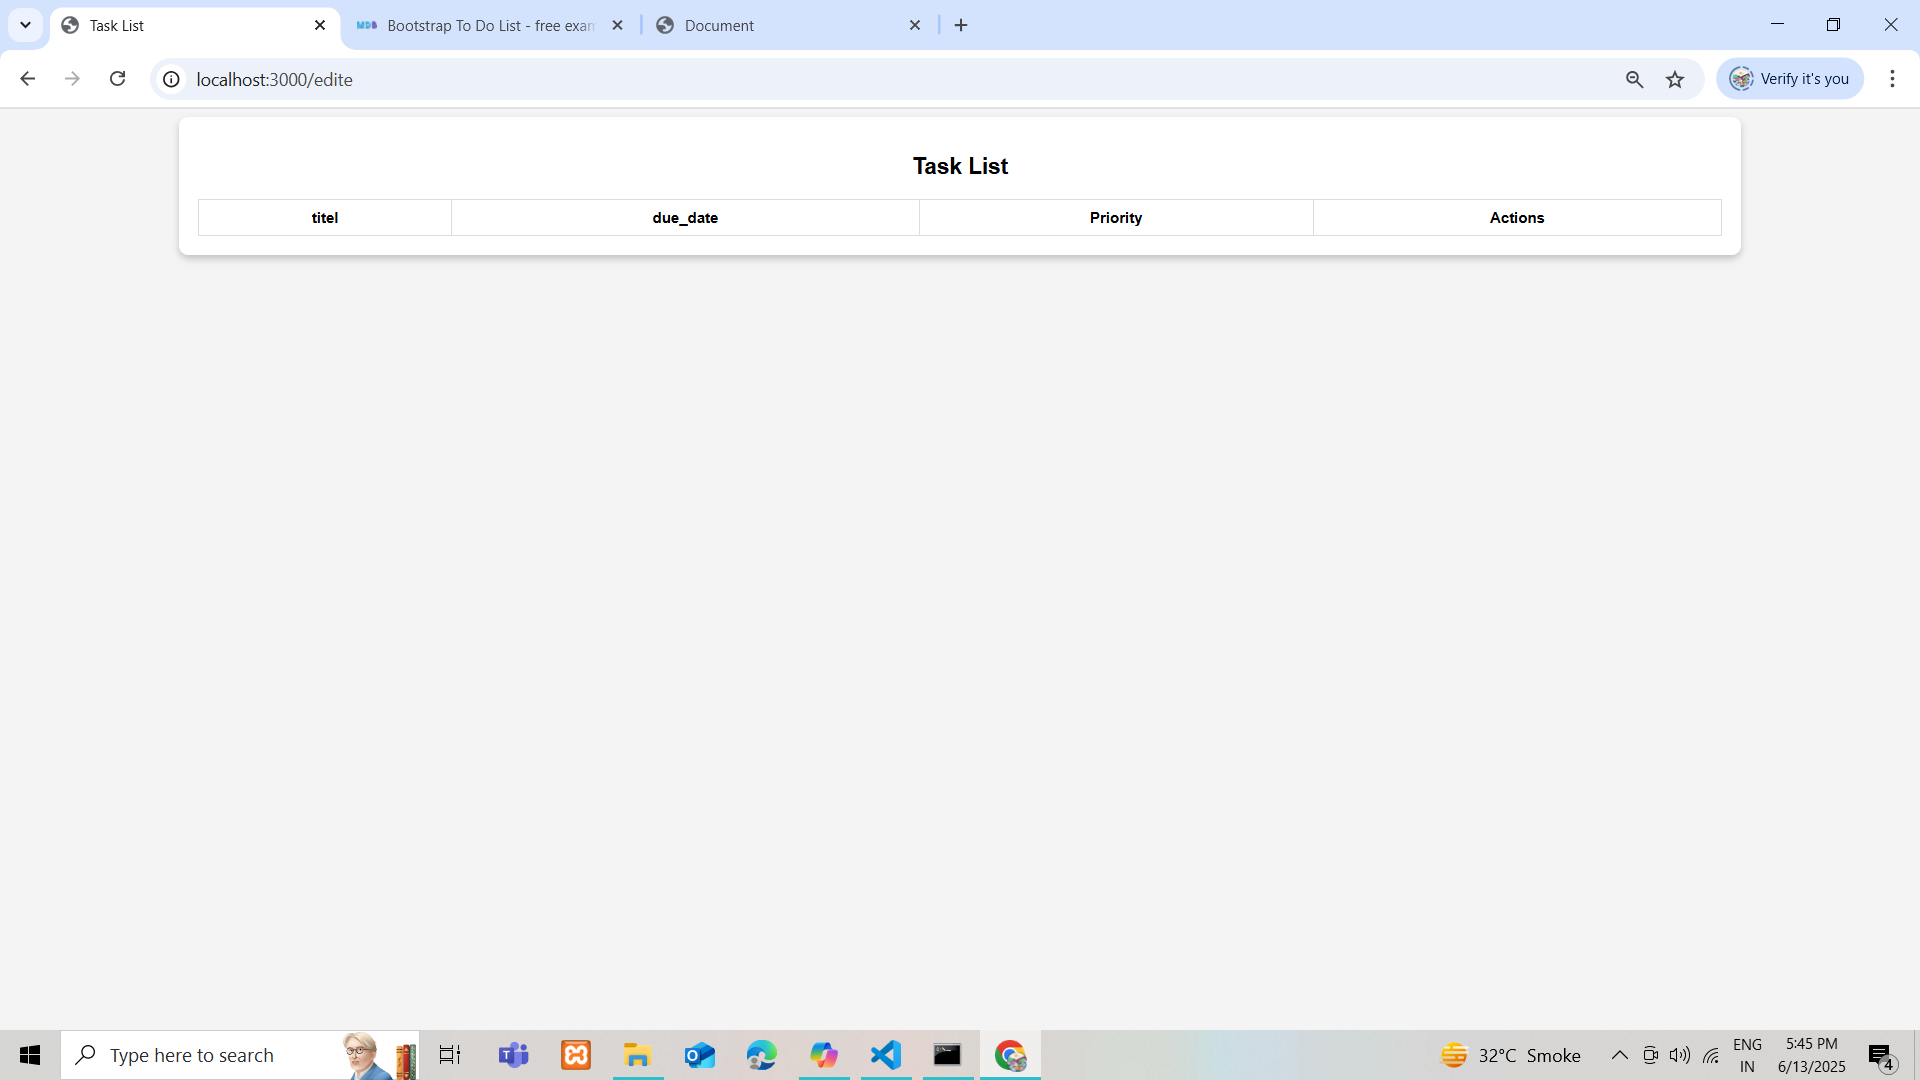 Task List
Bootstrap To Do List - free exam
Document
localhost:3000/edite
Verify it's you
Task List
titel due_date Priority Actions
Type here to search
32°C Smoke
ENG
IN
5:45 PM
6/13/2025
4